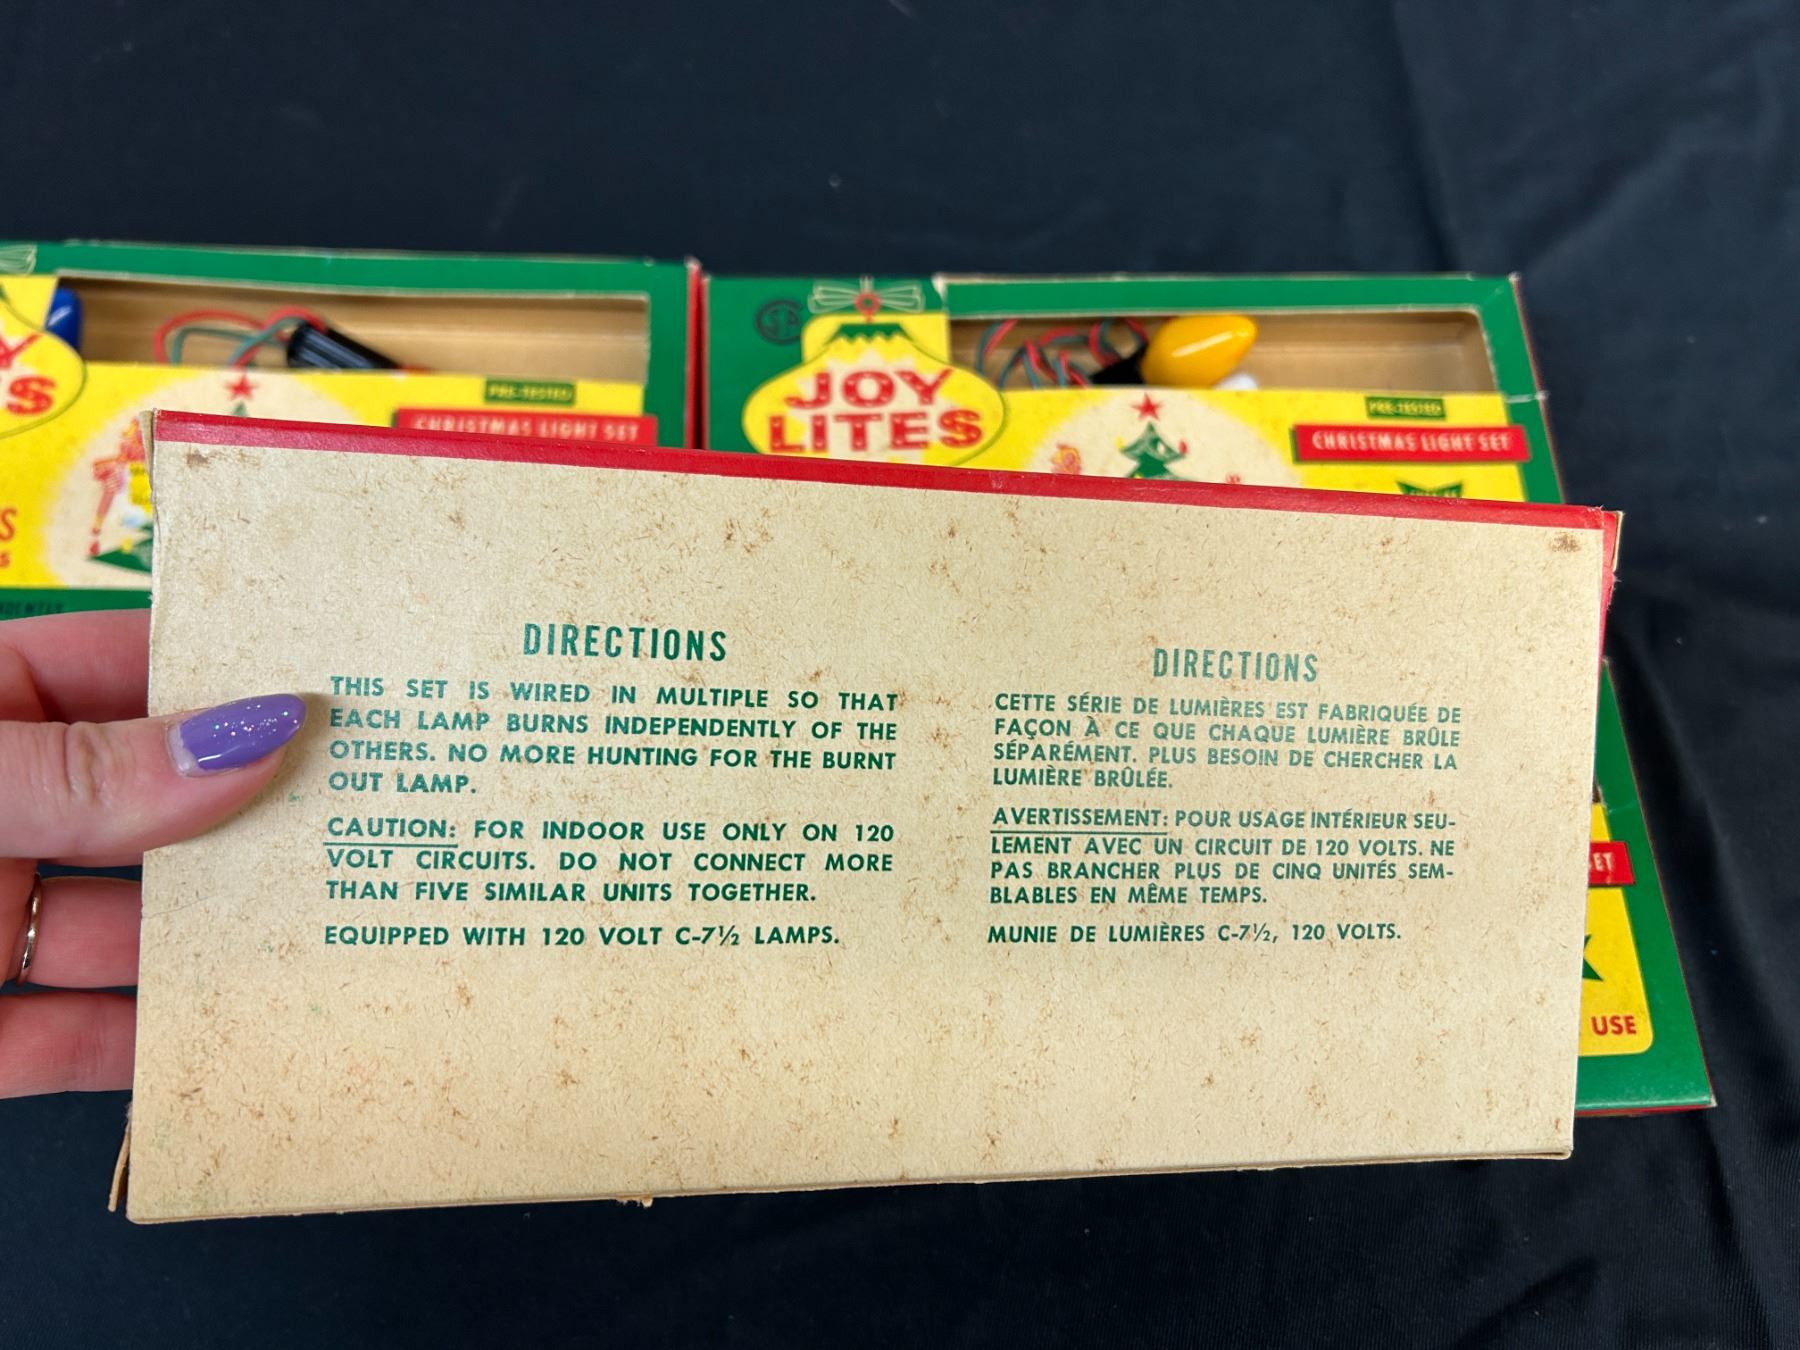 JOY
LITES
PRE-TESTED
CHRISTMAS LIGHT SET
PRE-TESTED
CHRISTMAS LIGHT SET
DIRECTIONS
THIS SET IS WIRED IN MULTIPLE SO THAT
EACH LAMP BURNS INDEPENDENTLY OF THE
OTHERS. NO MORE HUNTING FOR THE BURNT
OUT LAMP.
CAUTION: FOR INDOOR USE ONLY ON 120
VOLT CIRCUITS. DO NOT CONNECT MORE
THAN FIVE SIMILAR UNITS TOGETHER.
EQUIPPED WITH 120 VOLT C-7½ LAMPS.
DIRECTIONS
CETTE SÉRIE DE LUMIÈRES EST FABRIQUÉE DE
FAÇON À CE QUE CHAQUE LUMIÈRE BRÛLE
SÉPARÉMENT. PLUS BESOIN DE CHERCHER LA
LUMIÈRE BRÛLÉE.
AVERTISSEMENT: POUR USAGE INTÉRIEUR SEU-
LEMENT AVEC UN CIRCUIT DE 120 VOLTS. NE
PAS BRANCHER PLUS DE CINQ UNITÉS SEM-
BLABLES EN MÊME TEMPS.
MUNIE DE LUMIÈRES C-7½, 120 VOLTS.
USE